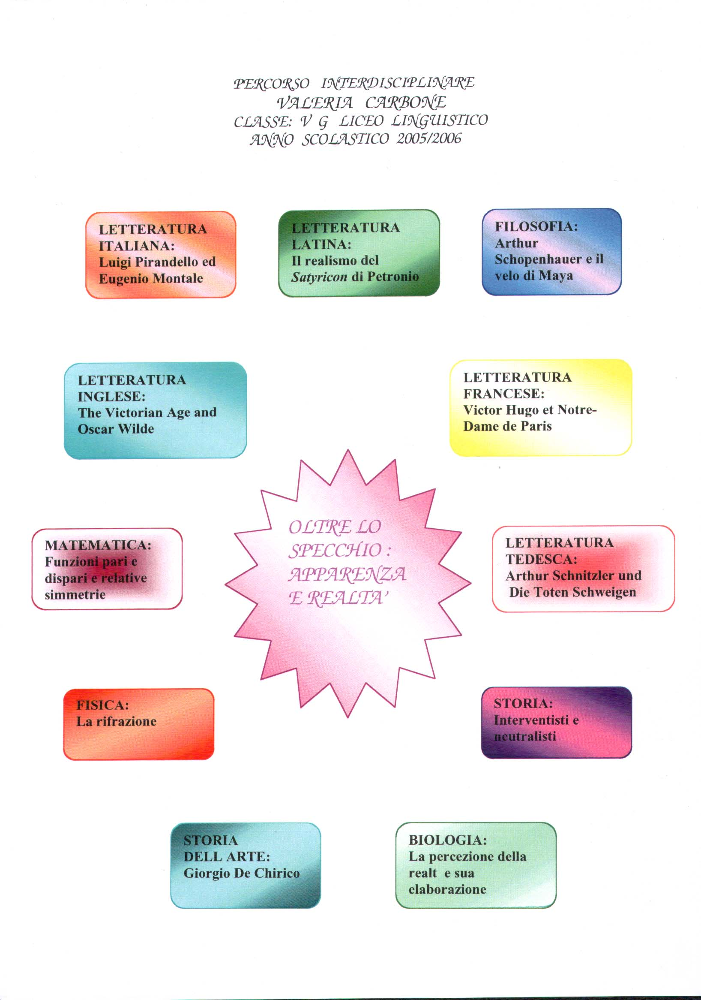 PERCORSO INTERDISCIPLINARE
VALERIA CARBONE
CLASSE: V G LICEO LINGUISTICO
ANNO SCOLASTICO 2005/2006
LETTERATURA
ITALIANA:
Luigi Pirandello ed
Eugenio Montale
LETTERATURA
LATINA:
Il realismo del
Satyricon di Petronio
FILOSOFIA:
Arthur
Schopenhauer e il
velo di Maya
LETTERATURA
INGLESE:
The Victorian Age and
Oscar Wilde
LETTERATURA
FRANCESE:
Victor Hugo et Notre-
Dame de Paris
MATEMATICA:
Funzioni pari e
dispari e relative
simmetrie
OLTRE LO
SPECCHIO :
APPARENZA
E REALTA’
LETTERATURA
TEDESCA:
Arthur Schnitzler und
Die Toten Schweigen
FISICA:
La rifrazione
STORIA:
Interventisti e
neutralisti
STORIA
DELL ARTE:
Giorgio De Chirico
BIOLOGIA:
La percezione della
realt e sua
elaborazione